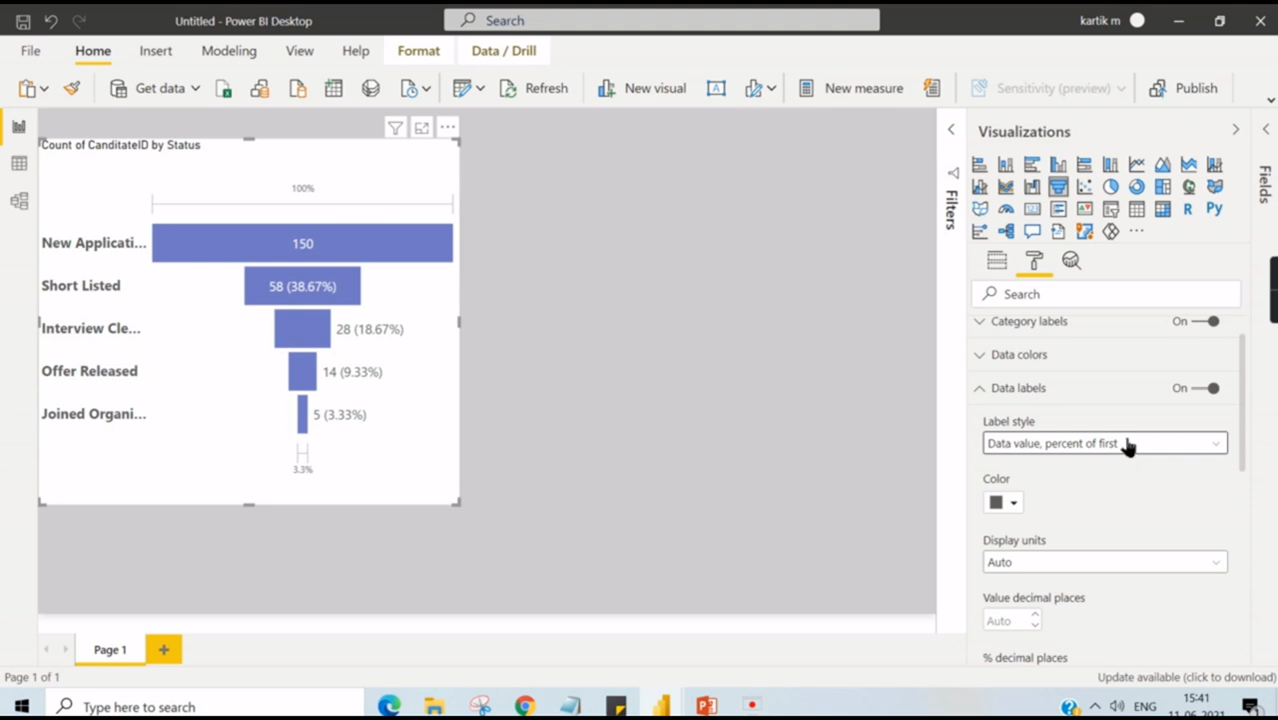 Untitled - Power BI Desktop
Search
kartik m
File Home Insert Modeling View Help Format Data / Drill
Get data Refresh New visual New measure Sensitivity (preview) Publish
Count of CanditateID by Status
100%
New Applicati... 150
Short Listed 58 (38.67%)
Interview Cle... 28 (18.67%)
Offer Released 14 (9.33%)
Joined Organi... 5 (3.33%)
3.3%
Filters
Visualizations
R Py
Search
Category labels On
Data colors
Data labels On
Label style
Data value, percent of first
Color
Display units
Auto
Value decimal places
Auto
% decimal places
Fields
Page 1
Page 1 of 1
Update available (click to download)
Type here to search
ENG
15:41
11-06-2021